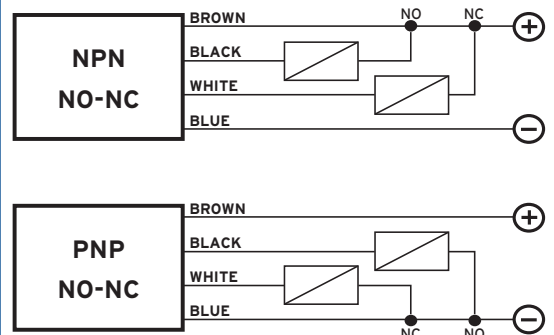 BROWN
NO NC
+
NPN
NO-NC
BLACK
WHITE
BLUE
−
BROWN
+
PNP
NO-NC
BLACK
WHITE
BLUE
−
NC NO